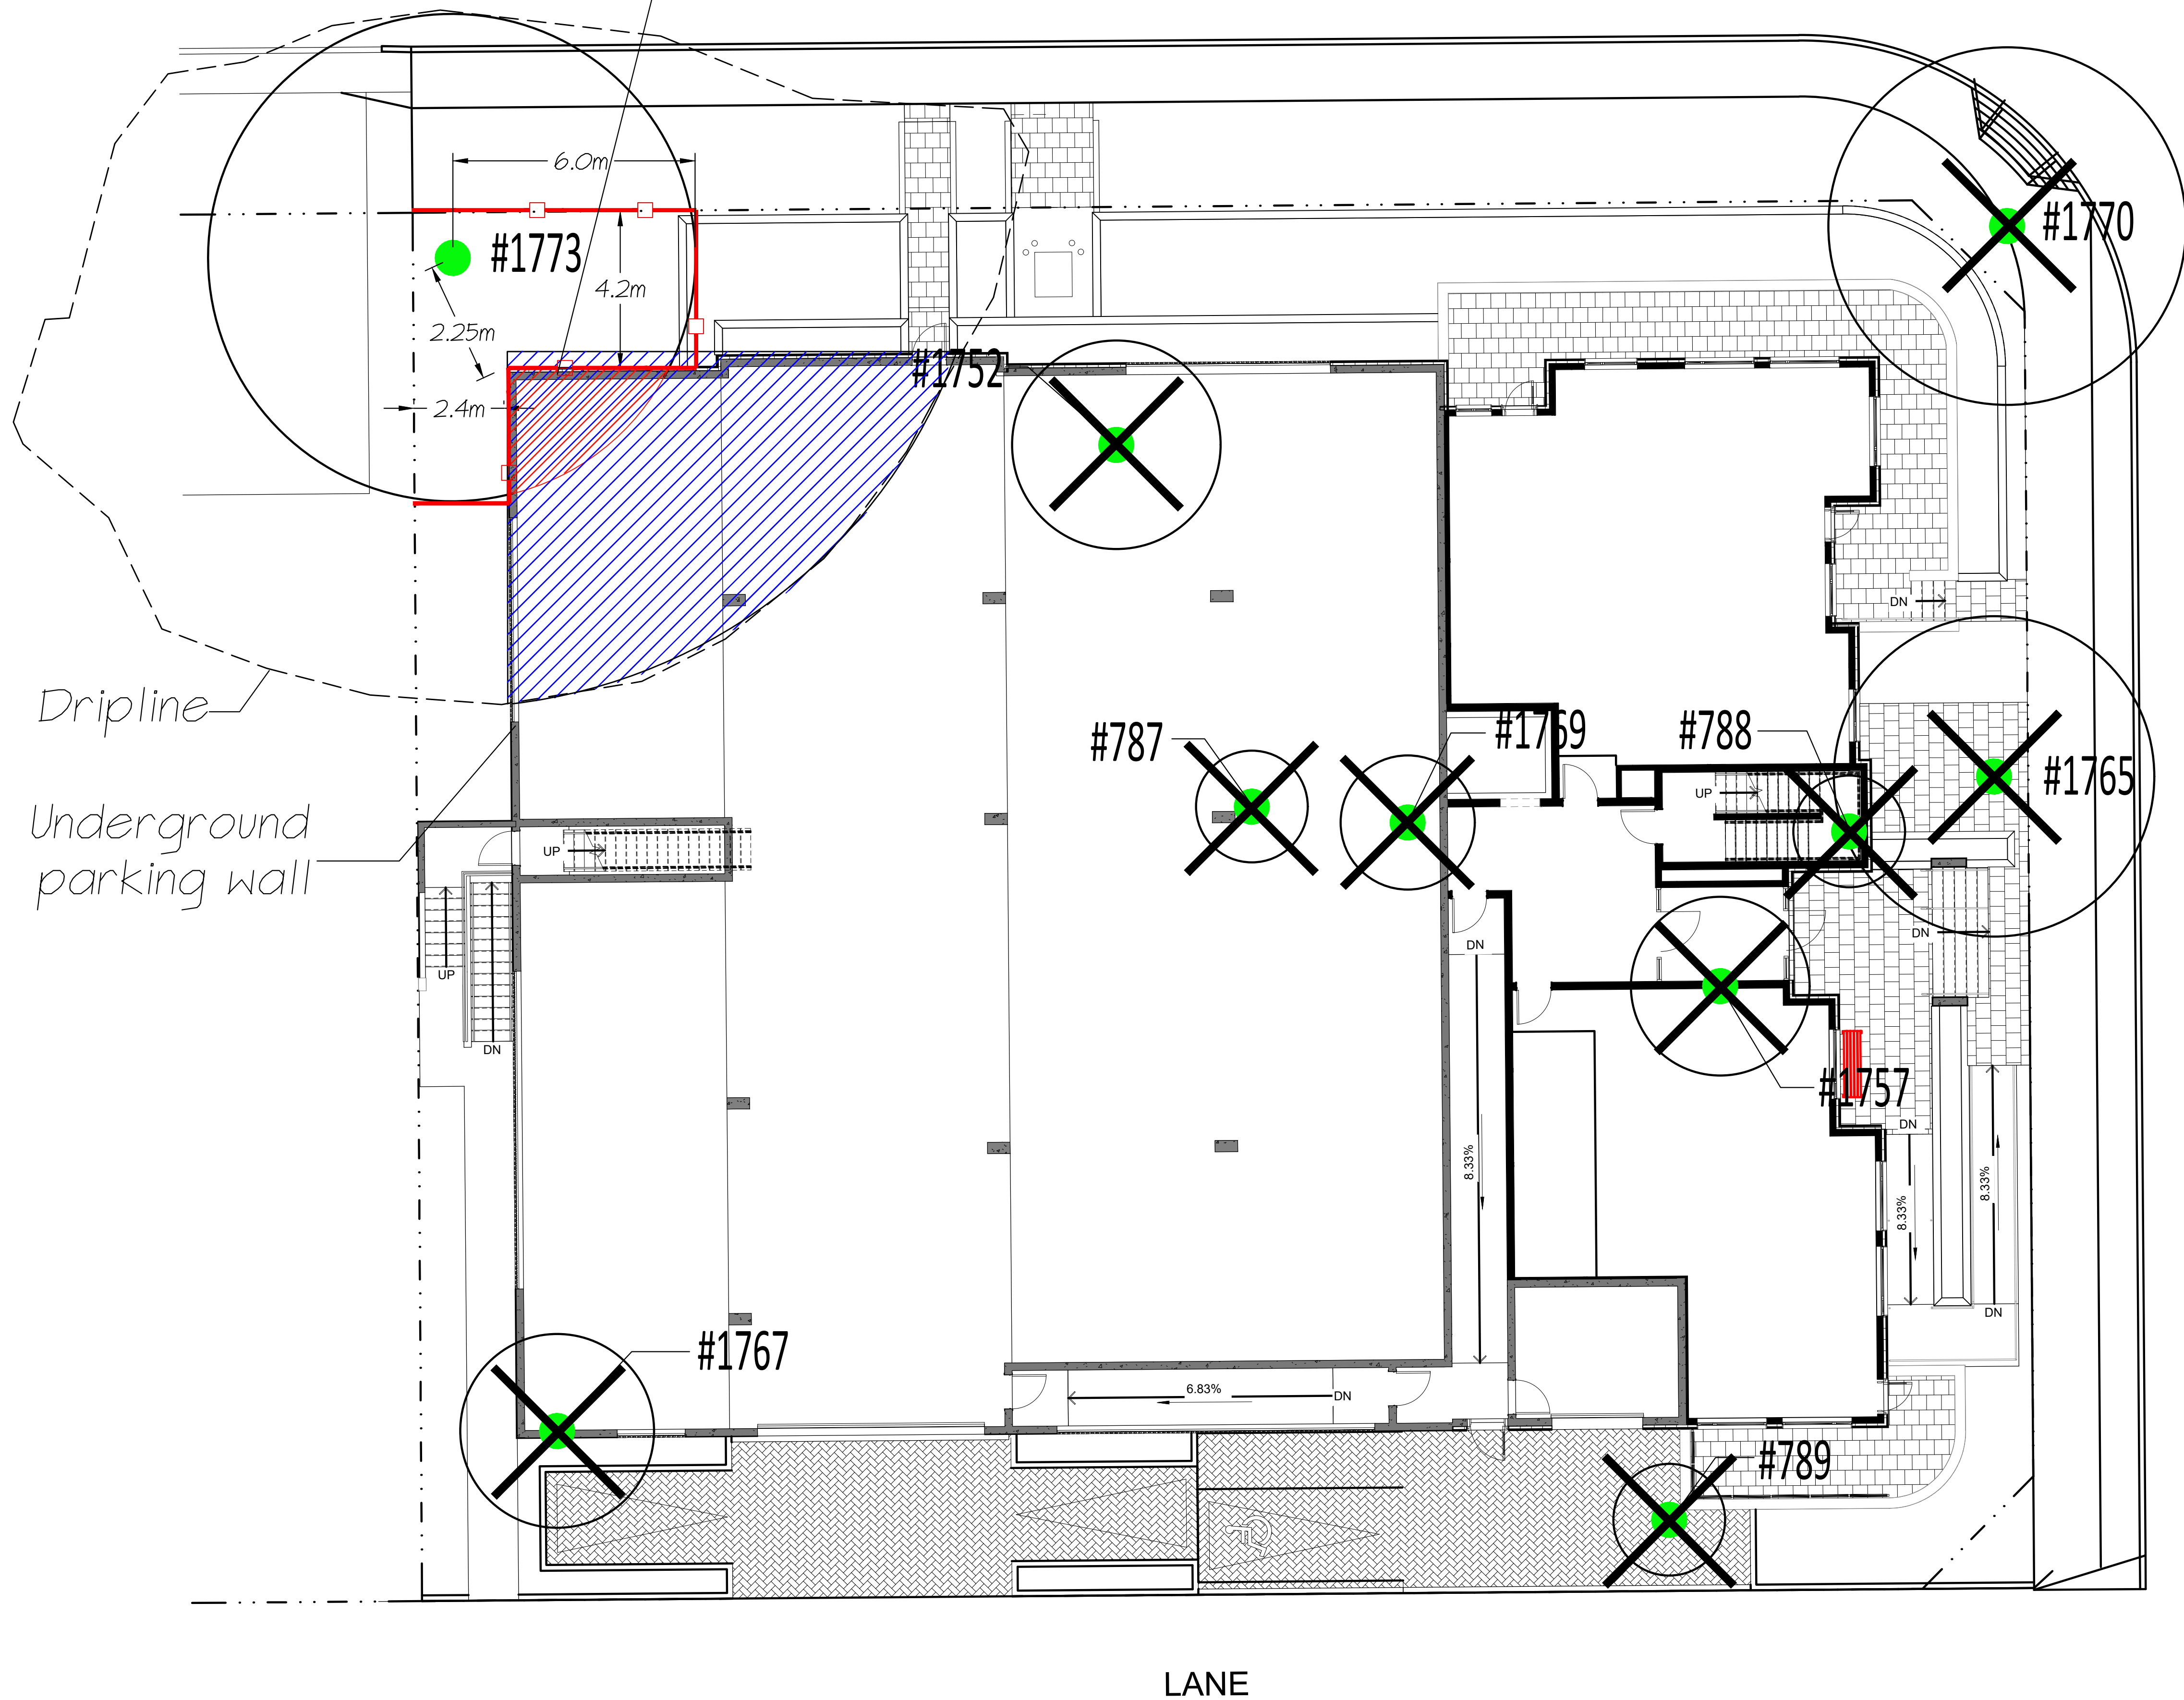 6.0m
#1770
#1773
4.2m
2.25m
#1752
2.4m
DN
Dripline
#787
#1769
#788
#1765
UP
Underground
parking wall
UP
DN
DN
UP
DN
#1757
DN
8.33%
8.33%
8.33%
DN
#1767
6.83%
DN
#789
LANE